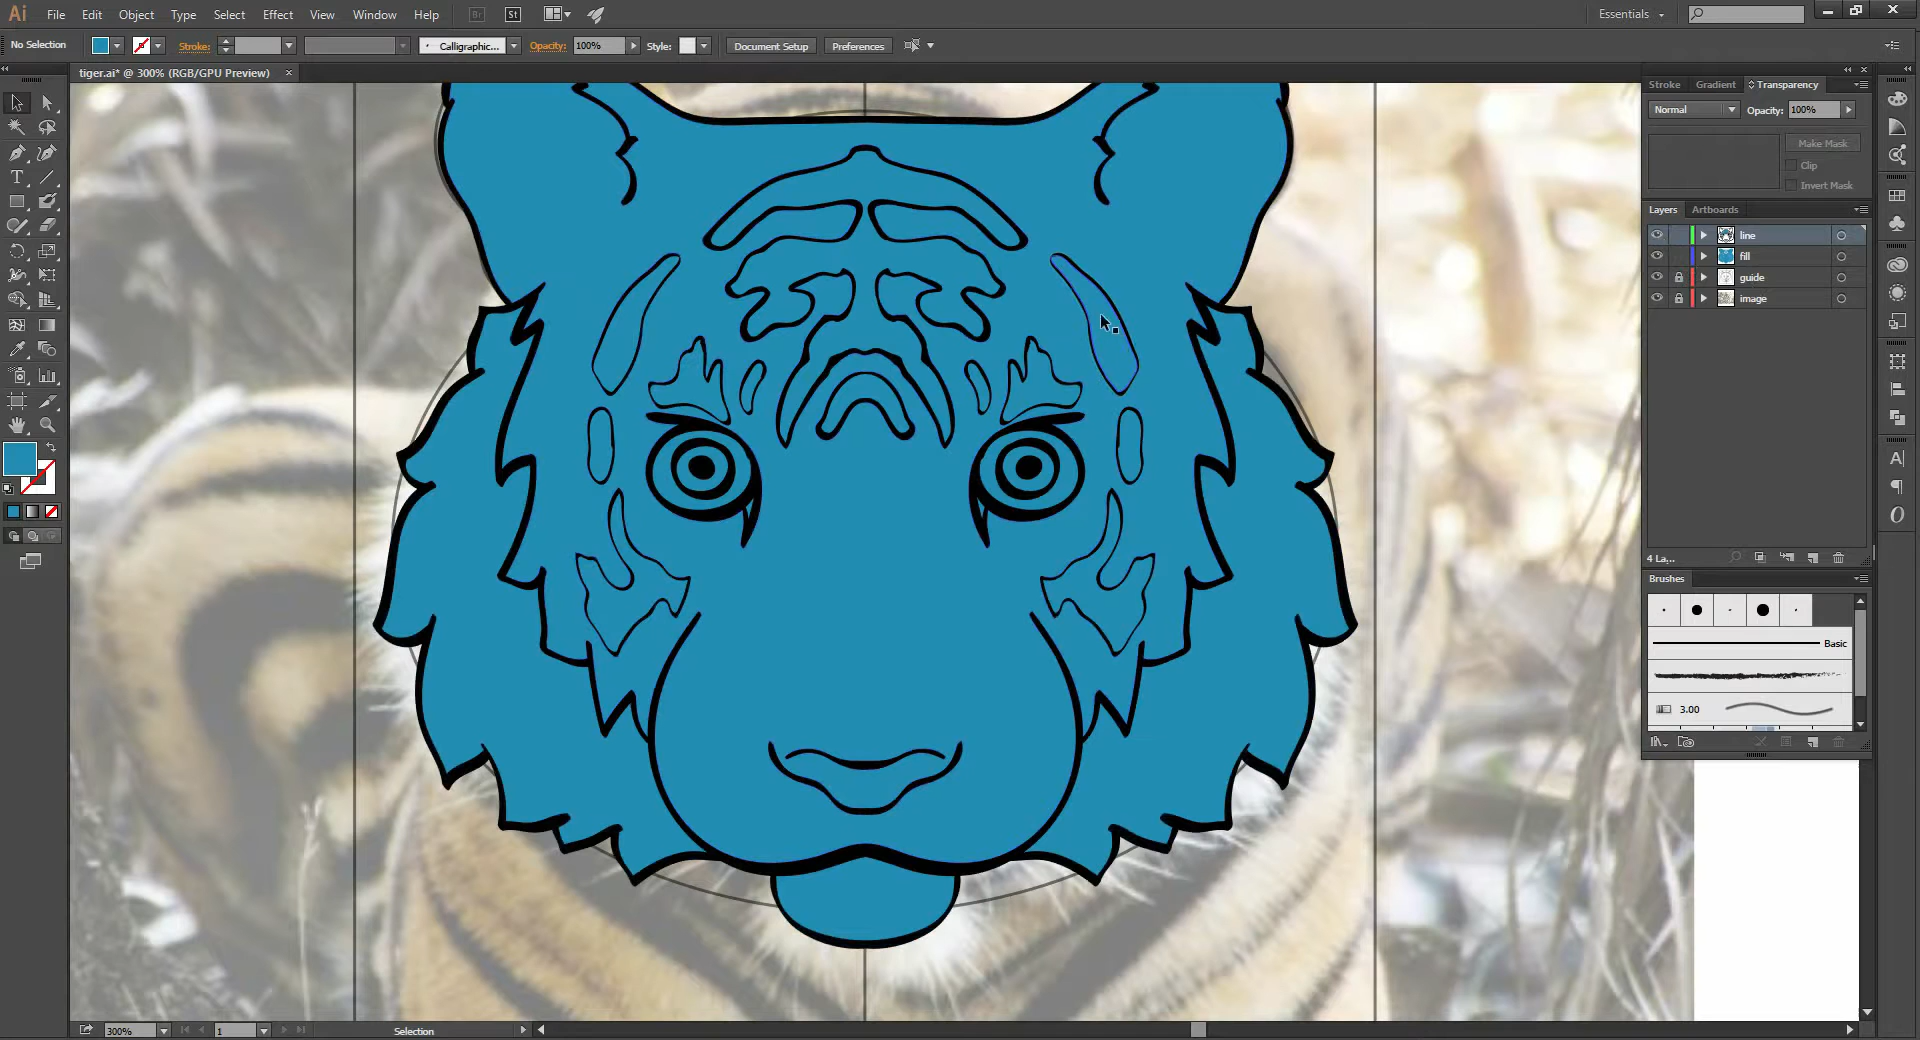 Ai File Edit Object Type Select Effect View Window Help Br St Essentials
No Selection Stroke: Calligraphic... Opacity: 100% Style: Document Setup Preferences
tiger.ai* @ 300% (RGB/GPU Preview)
Stroke Gradient Transparency
Normal Opacity: 100%
Make Mask
Clip
Invert Mask
Layers Artboards
line
fill
guide
image
4 La...
Brushes
Basic
3.00
300% 1 Selection